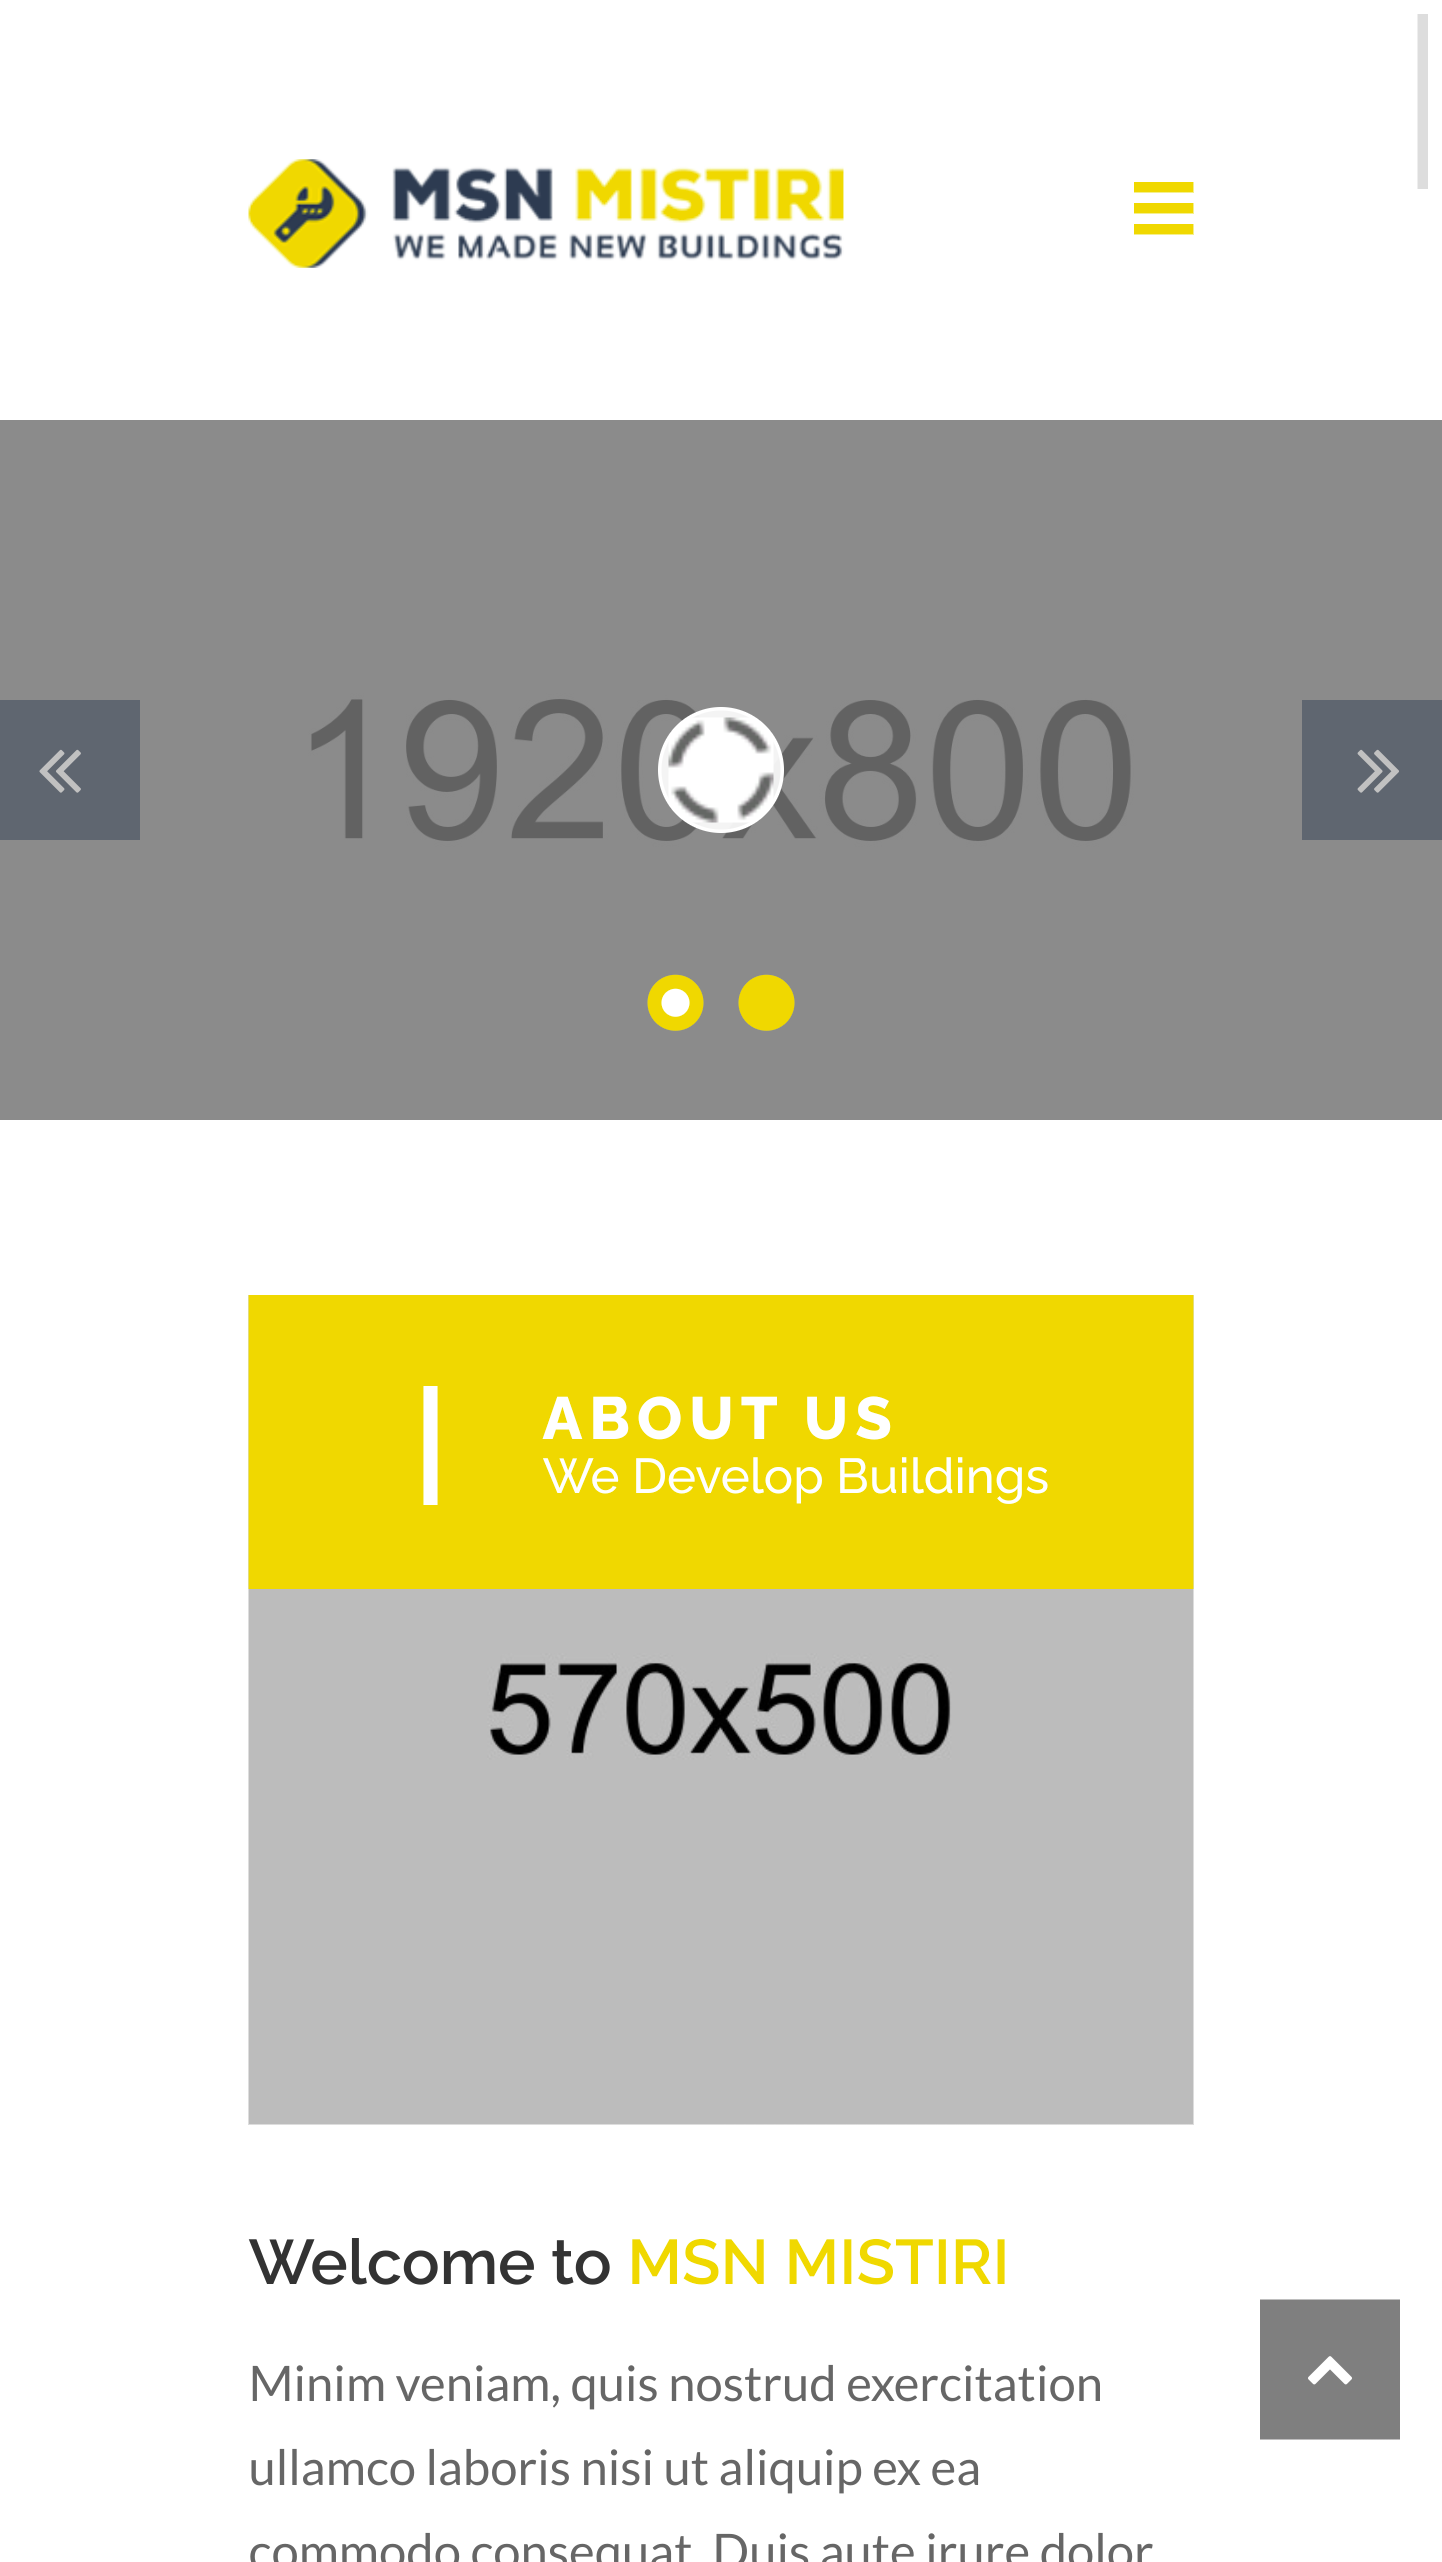 MSN MISTIRI
WE MADE NEW BUILDINGS
1920x800
ABOUT US
We Develop Buildings
570x500
Welcome to MSN MISTIRI
Minim veniam, quis nostrud exercitation
ullamco laboris nisi ut aliquip ex ea
commodo consequat. Duis aute irure dolor